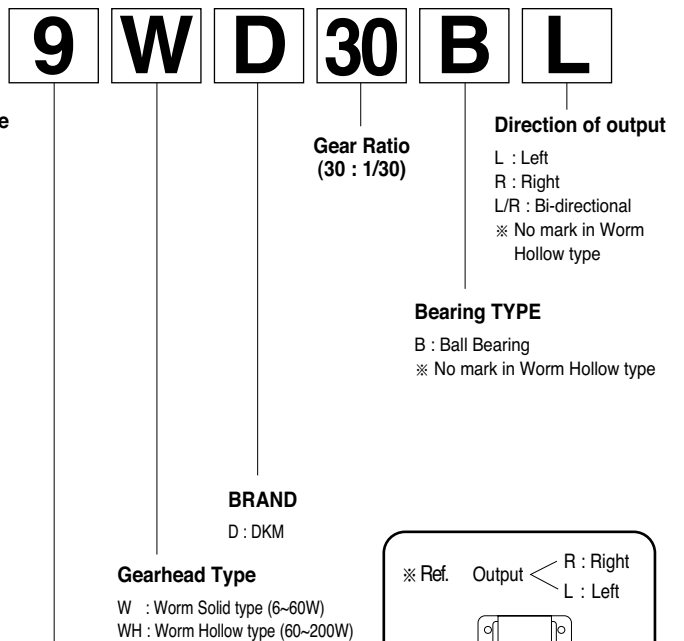 9 W D 30 B L
e
Gear Ratio
(30 : 1/30)
Direction of output
L : Left
R : Right
L/R : Bi-directional
※ No mark in Worm
Hollow type
Bearing TYPE
B : Ball Bearing
※ No mark in Worm Hollow type
BRAND
D : DKM
Gearhead Type
W : Worm Solid type (6~60W)
WH : Worm Hollow type (60~200W)
※ Ref. Output
R : Right
L : Left